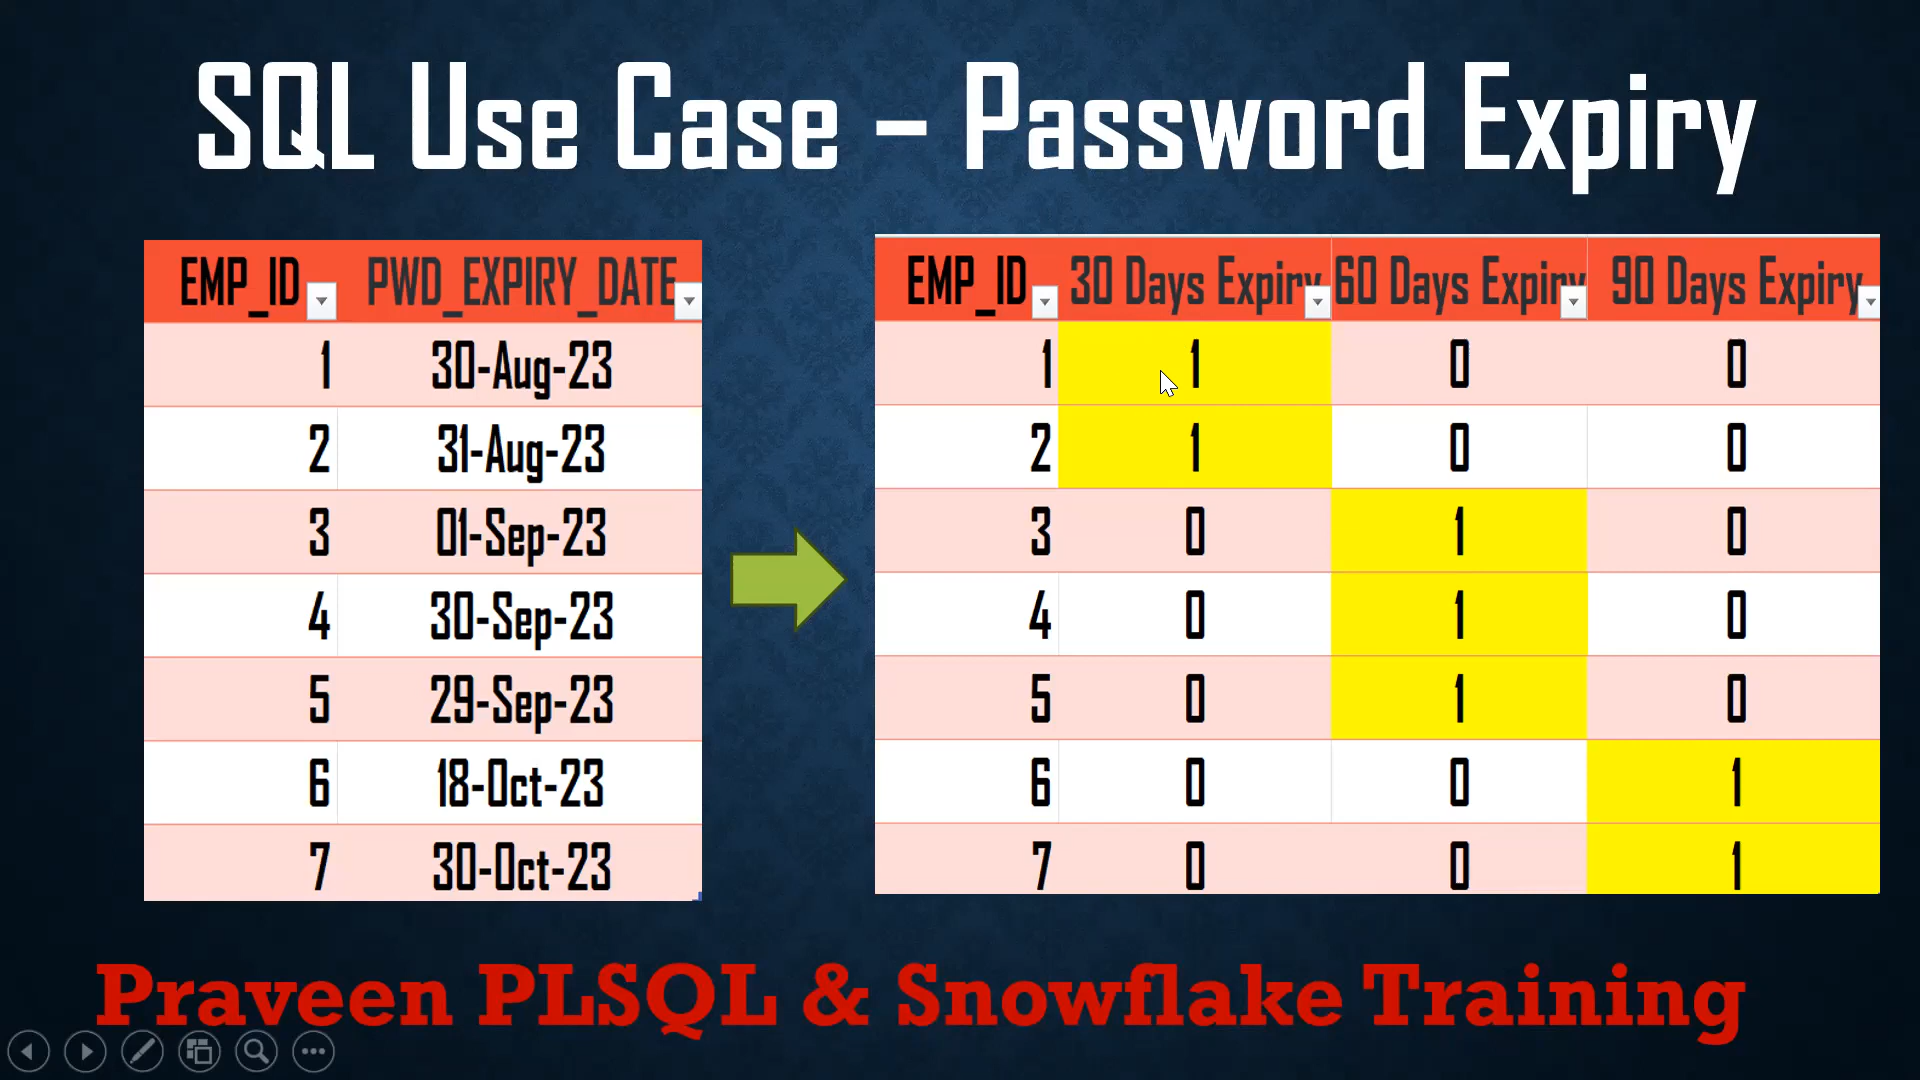 SQL Use Case – Password Expiry
EMP_ID PWD_EXPIRY_DATE
1 30-Aug-23
2 31-Aug-23
3 01-Sep-23
4 30-Sep-23
5 29-Sep-23
6 18-Oct-23
7 30-Oct-23
EMP_ID 30 Days Expiry 60 Days Expiry 90 Days Expiry
1 1 0 0
2 1 0 0
3 0 1 0
4 0 1 0
5 0 1 0
6 0 0 1
7 0 0 1
Praveen PLSQL & Snowflake Training